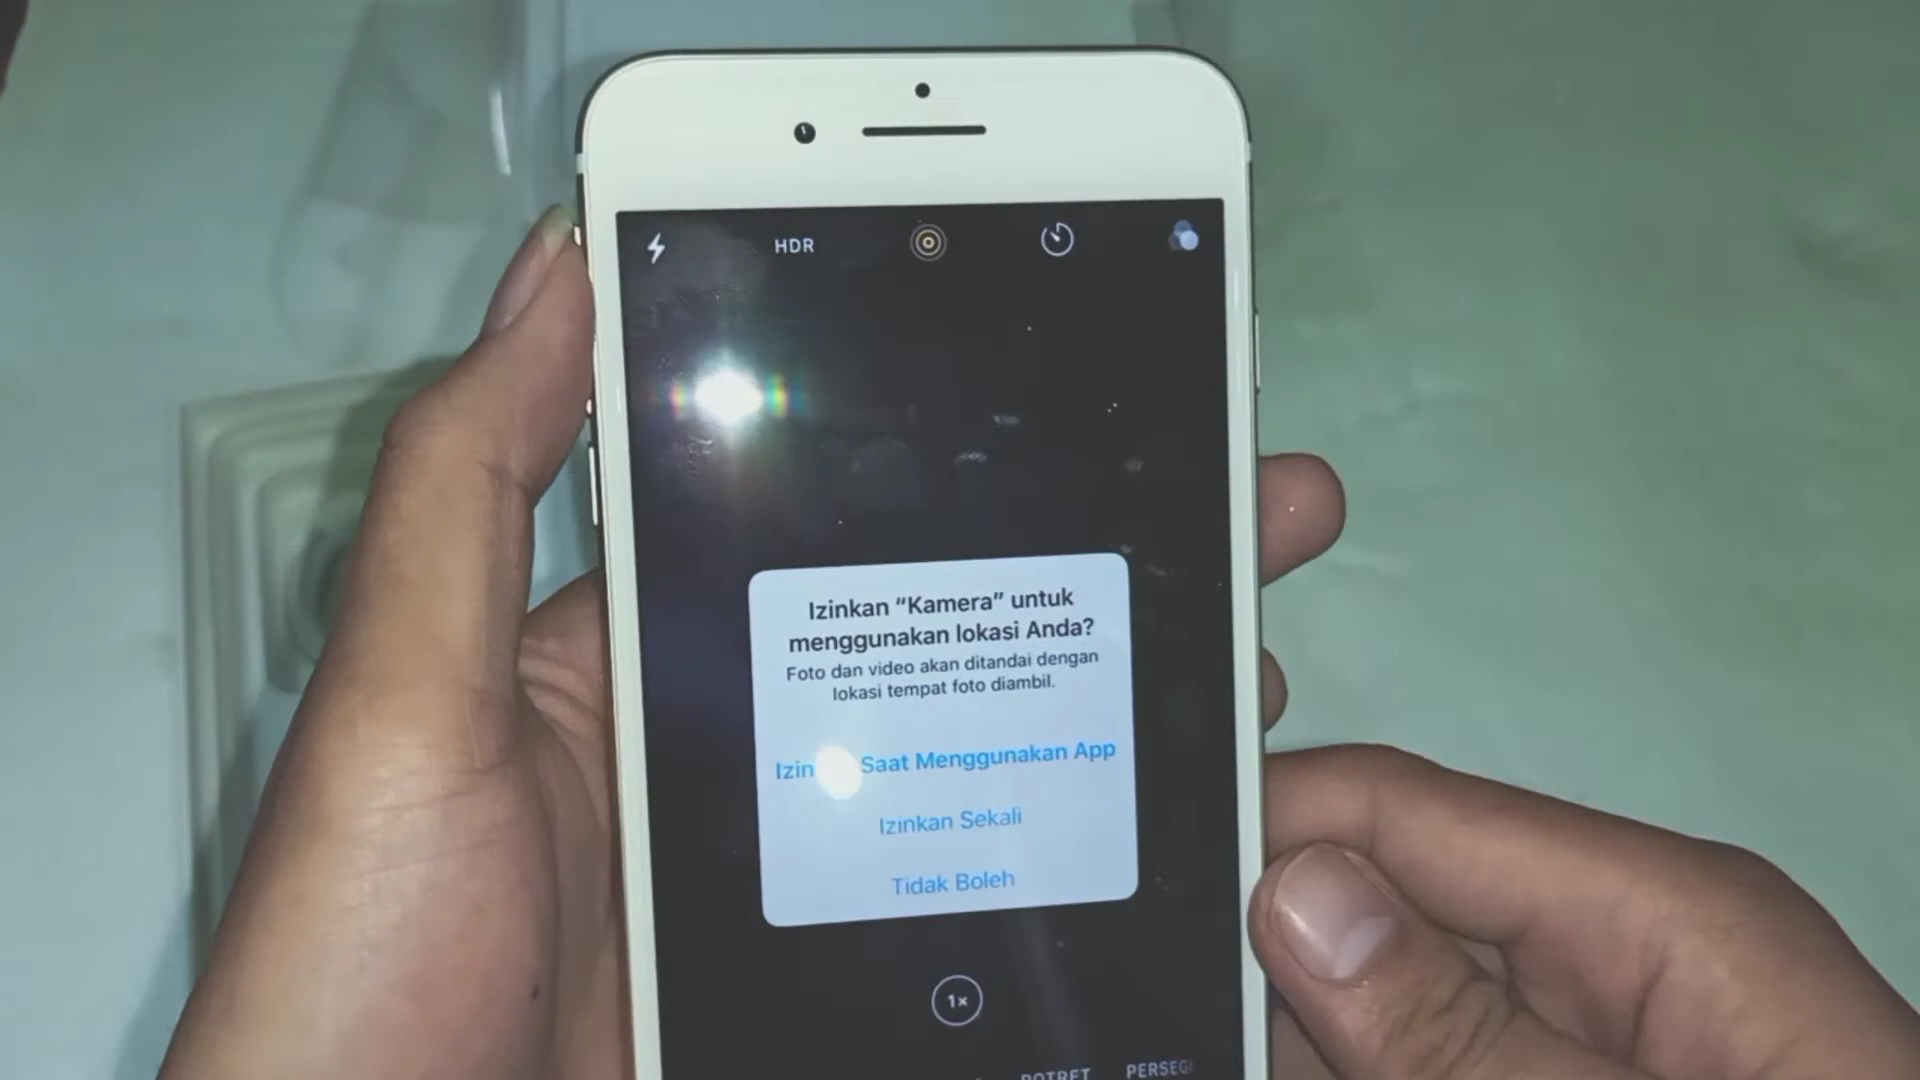 HDR
Izinkan “Kamera” untuk
menggunakan lokasi Anda?
Foto dan video akan ditandai dengan
lokasi tempat foto diambil.
Saat Menggunakan App
Izinkan Sekali
Tidak Boleh
1x
POTRET PERSEGI